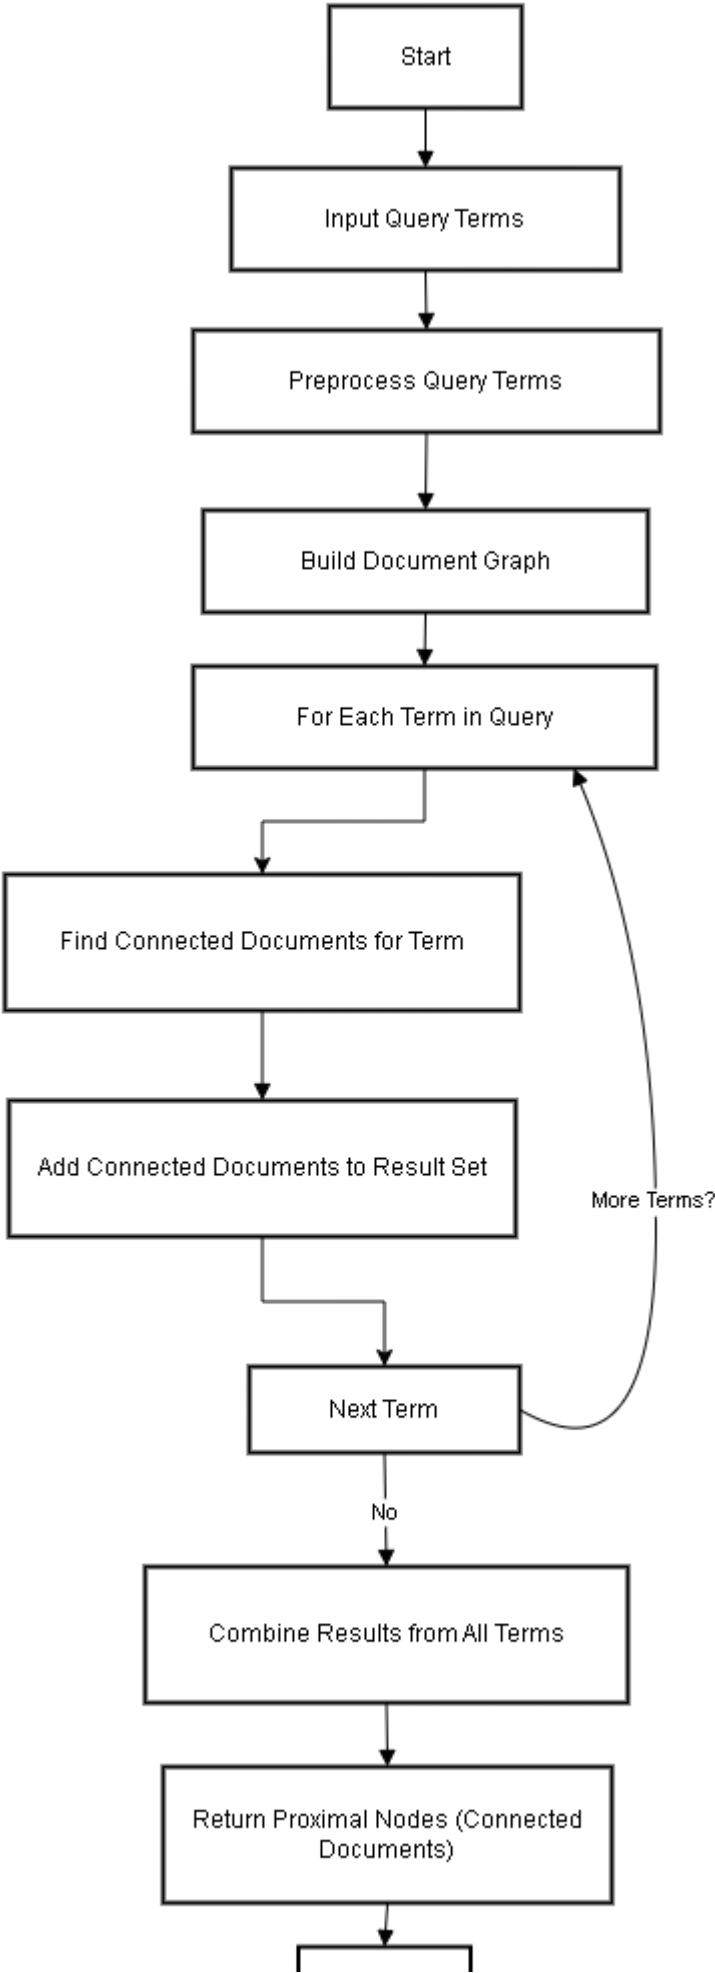 Start
Input Query Terms
Preprocess Query Terms
Build Document Graph
For Each Term in Query
Find Connected Documents for Term
Add Connected Documents to Result Set
More Terms?
Next Term
No
Combine Results from All Terms
Return Proximal Nodes (Connected
Documents)